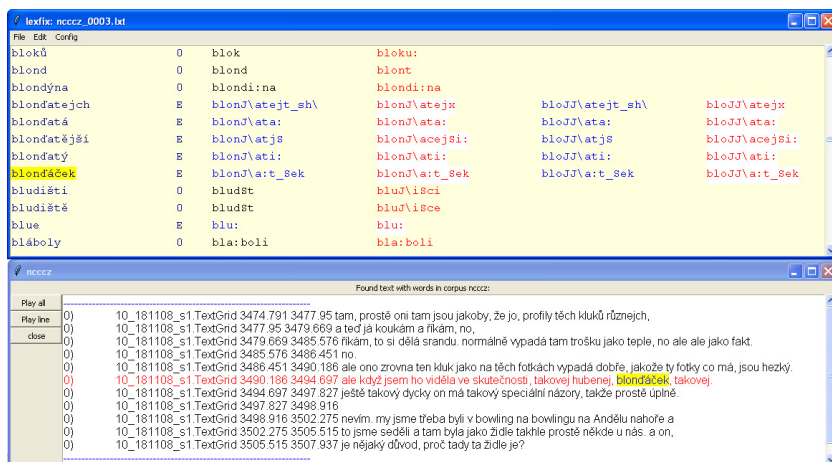 lexfix: ncccz_0003.txt
File Edit Config
bloků 0 blok bloku:
blond 0 blond blont
blondýna 0 blondi:na blondi:na
blonďatejch E blonJ\atejt_sh\ blonJ\atejx bloJJ\atejt_sh\ bloJJ\atejx
blonďatá E blonJ\ata: blonJ\ata: bloJJ\ata: bloJJ\ata:
blonďatější E blonJ\atjS blonJ\acejSi: bloJJ\atjS bloJJ\acejSi:
blonďatý E blonJ\ati: blonJ\ati: bloJJ\ati: bloJJ\ati:
blonďáček E blonJ\a:t_Sek blonJ\a:t_Sek bloJJ\a:t_Sek bloJJ\a:t_Sek
bludišti 0 bludSt bluJ\iSci
bludiště 0 bludSt bluJ\iSce
blue E blu: blu:
bláboly 0 bla:boli bla:boli
ncccz
Found text with words in corpus ncccz:
Play all
Play line
close
0) 10_181108_s1.TextGrid 3474.791 3477.95 tam, prostě oni tam jsou jakoby, že jo, profily těch kluků různejch,
0) 10_181108_s1.TextGrid 3477.95 3479.669 a teď já koukám a říkám, no,
0) 10_181108_s1.TextGrid 3479.669 3485.576 říkám, to si dělá srandu. normálně vypadá tam trošku jako teple, no ale ale jako fakt.
0) 10_181108_s1.TextGrid 3485.576 3486.451 no.
0) 10_181108_s1.TextGrid 3486.451 3490.186 ale ono zrovna ten kluk jako na těch fotkách vypadá dobře, jakože ty fotky co má, jsou hezký.
0) 10_181108_s1.TextGrid 3490.186 3494.697 ale když jsem ho viděla ve skutečnosti, takovej hubenej, blonďáček, takovej.
0) 10_181108_s1.TextGrid 3494.697 3497.827 ještě takový dycky on má takový speciální názory, takže prostě úplně.
0) 10_181108_s1.TextGrid 3497.827 3498.916
0) 10_181108_s1.TextGrid 3498.916 3502.275 nevím. my jsme třeba byli v bowling na bowlingu na Andělu nahoře a
0) 10_181108_s1.TextGrid 3502.275 3505.515 to jsme seděli a tam byla jako židle takhle prostě někde u nás. a on,
0) 10_181108_s1.TextGrid 3505.515 3507.937 je nějaký důvod, proč tady ta židle je?